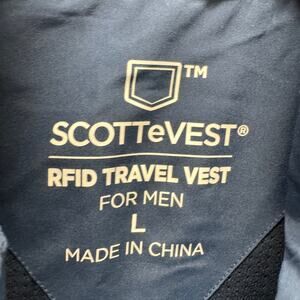 TM
SCOTTeVEST®
RFID TRAVEL VEST
FOR MEN
L
MADE IN CHINA